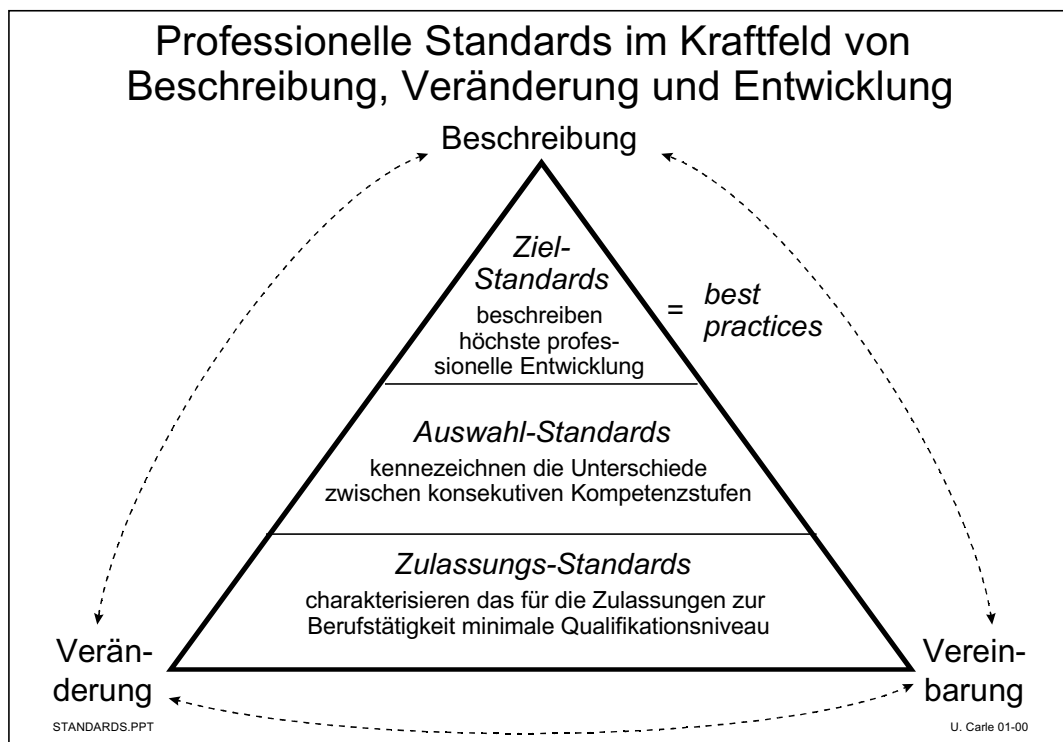 Professionelle Standards im Kraftfeld von
Beschreibung, Veränderung und Entwicklung
Beschreibung
Ziel-
Standards
beschreiben
höchste profes-
sionelle Entwicklung
= best
practices
Auswahl-Standards
kennezeichnen die Unterschiede
zwischen konsekutiven Kompetenzstufen
Zulassungs-Standards
charakterisieren das für die Zulassungen zur
Berufstätigkeit minimale Qualifikationsniveau
Verän-
derung
Verein-
barung
STANDARDS.PPT
U. Carle 01-00